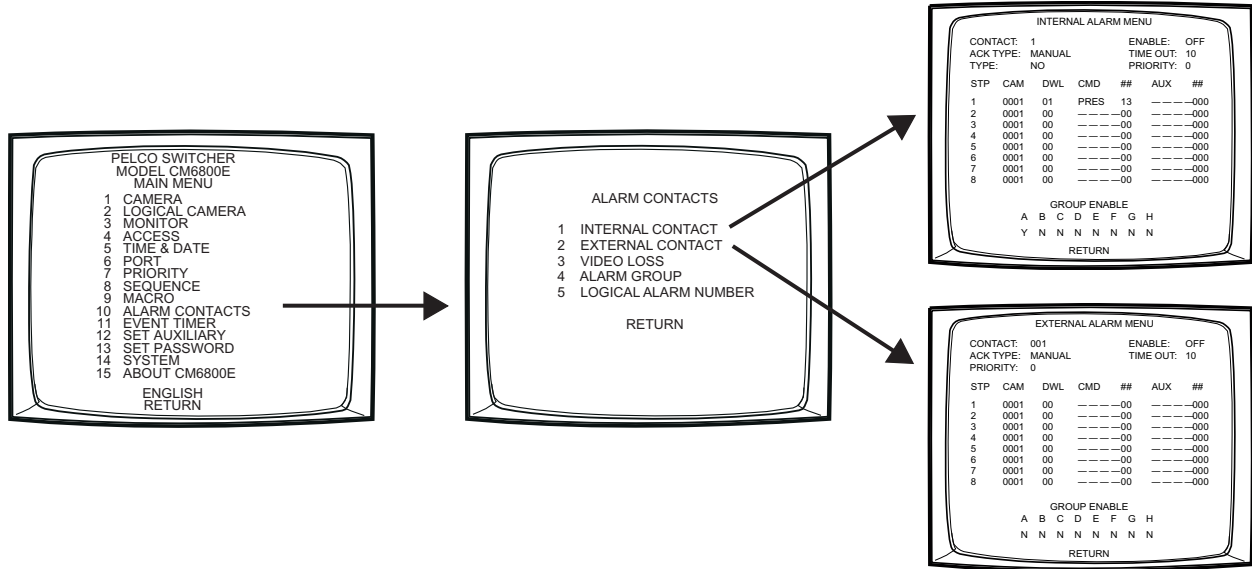 PELCO SWITCHER
MODEL CM6800E
MAIN MENU
1 CAMERA
2 LOGICAL CAMERA
3 MONITOR
4 ACCESS
5 TIME & DATE
6 PORT
7 PRIORITY
8 SEQUENCE
9 MACRO
10 ALARM CONTACTS
11 EVENT TIMER
12 SET AUXILIARY
13 SET PASSWORD
14 SYSTEM
15 ABOUT CM6800E
ENGLISH
RETURN
ALARM CONTACTS
1 INTERNAL CONTACT
2 EXTERNAL CONTACT
3 VIDEO LOSS
4 ALARM GROUP
5 LOGICAL ALARM NUMBER
RETURN
INTERNAL ALARM MENU
CONTACT: 1 ENABLE: OFF
ACK TYPE: MANUAL TIME OUT: 10
TYPE: NO PRIORITY: 0
STP CAM DWL CMD ## AUX ##
1 0001 01 PRES 13 ————000
2 0001 00 ————00 ————000
3 0001 00 ————00 ————000
4 0001 00 ————00 ————000
5 0001 00 ————00 ————000
6 0001 00 ————00 ————000
7 0001 00 ————00 ————000
8 0001 00 ————00 ————000
GROUP ENABLE
A B C D E F G H
Y N N N N N N N
RETURN
EXTERNAL ALARM MENU
CONTACT: 001 ENABLE: OFF
ACK TYPE: MANUAL TIME OUT: 10
PRIORITY: 0
STP CAM DWL CMD ## AUX ##
1 0001 00 ————00 ————000
2 0001 00 ————00 ————000
3 0001 00 ————00 ————000
4 0001 00 ————00 ————000
5 0001 00 ————00 ————000
6 0001 00 ————00 ————000
7 0001 00 ————00 ————000
8 0001 00 ————00 ————000
GROUP ENABLE
A B C D E F G H
N N N N N N N N
RETURN